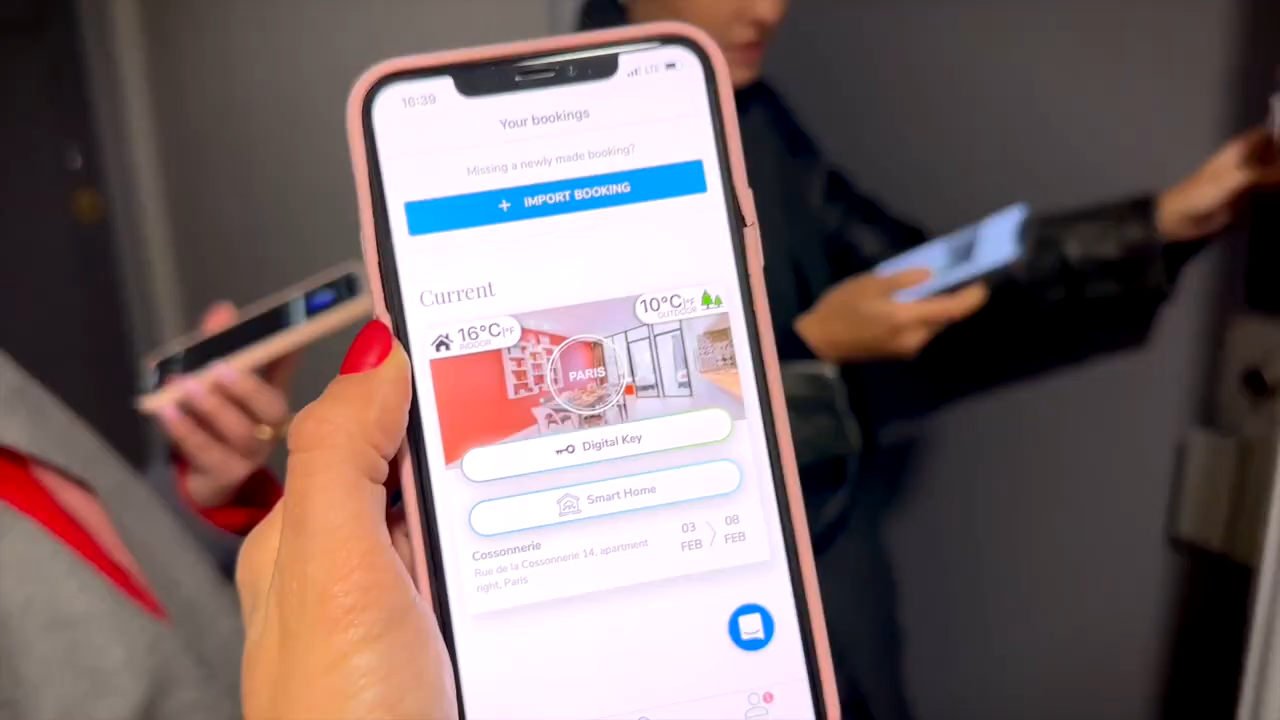 16:39
LTE
Your bookings
Missing a newly made booking?
+ IMPORT BOOKING
Current
16°C|°F
INDOOR
10°C|°F
OUTDOOR
PARIS
Digital Key
Smart Home
Cossonnerie
Rue de la Cossonnerie 14, apartment
right, Paris
03
FEB
08
FEB